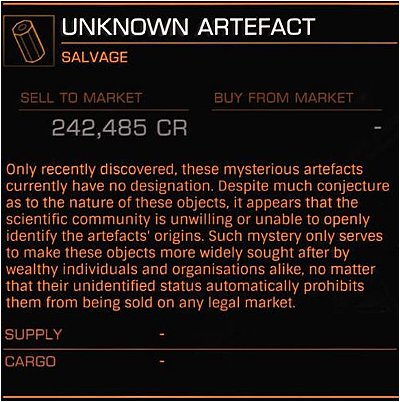 UNKNOWN ARTEFACT
SALVAGE
SELL TO MARKET
BUY FROM MARKET
242,485 CR
-
Only recently discovered, these mysterious artefacts
currently have no designation. Despite much conjecture
as to the nature of these objects, it appears that the
scientific community is unwilling or unable to openly
identify the artefacts' origins. Such mystery only serves
to make these objects more widely sought after by
wealthy individuals and organisations alike, no matter
that their unidentified status automatically prohibits
them from being sold on any legal market.
SUPPLY -
CARGO -